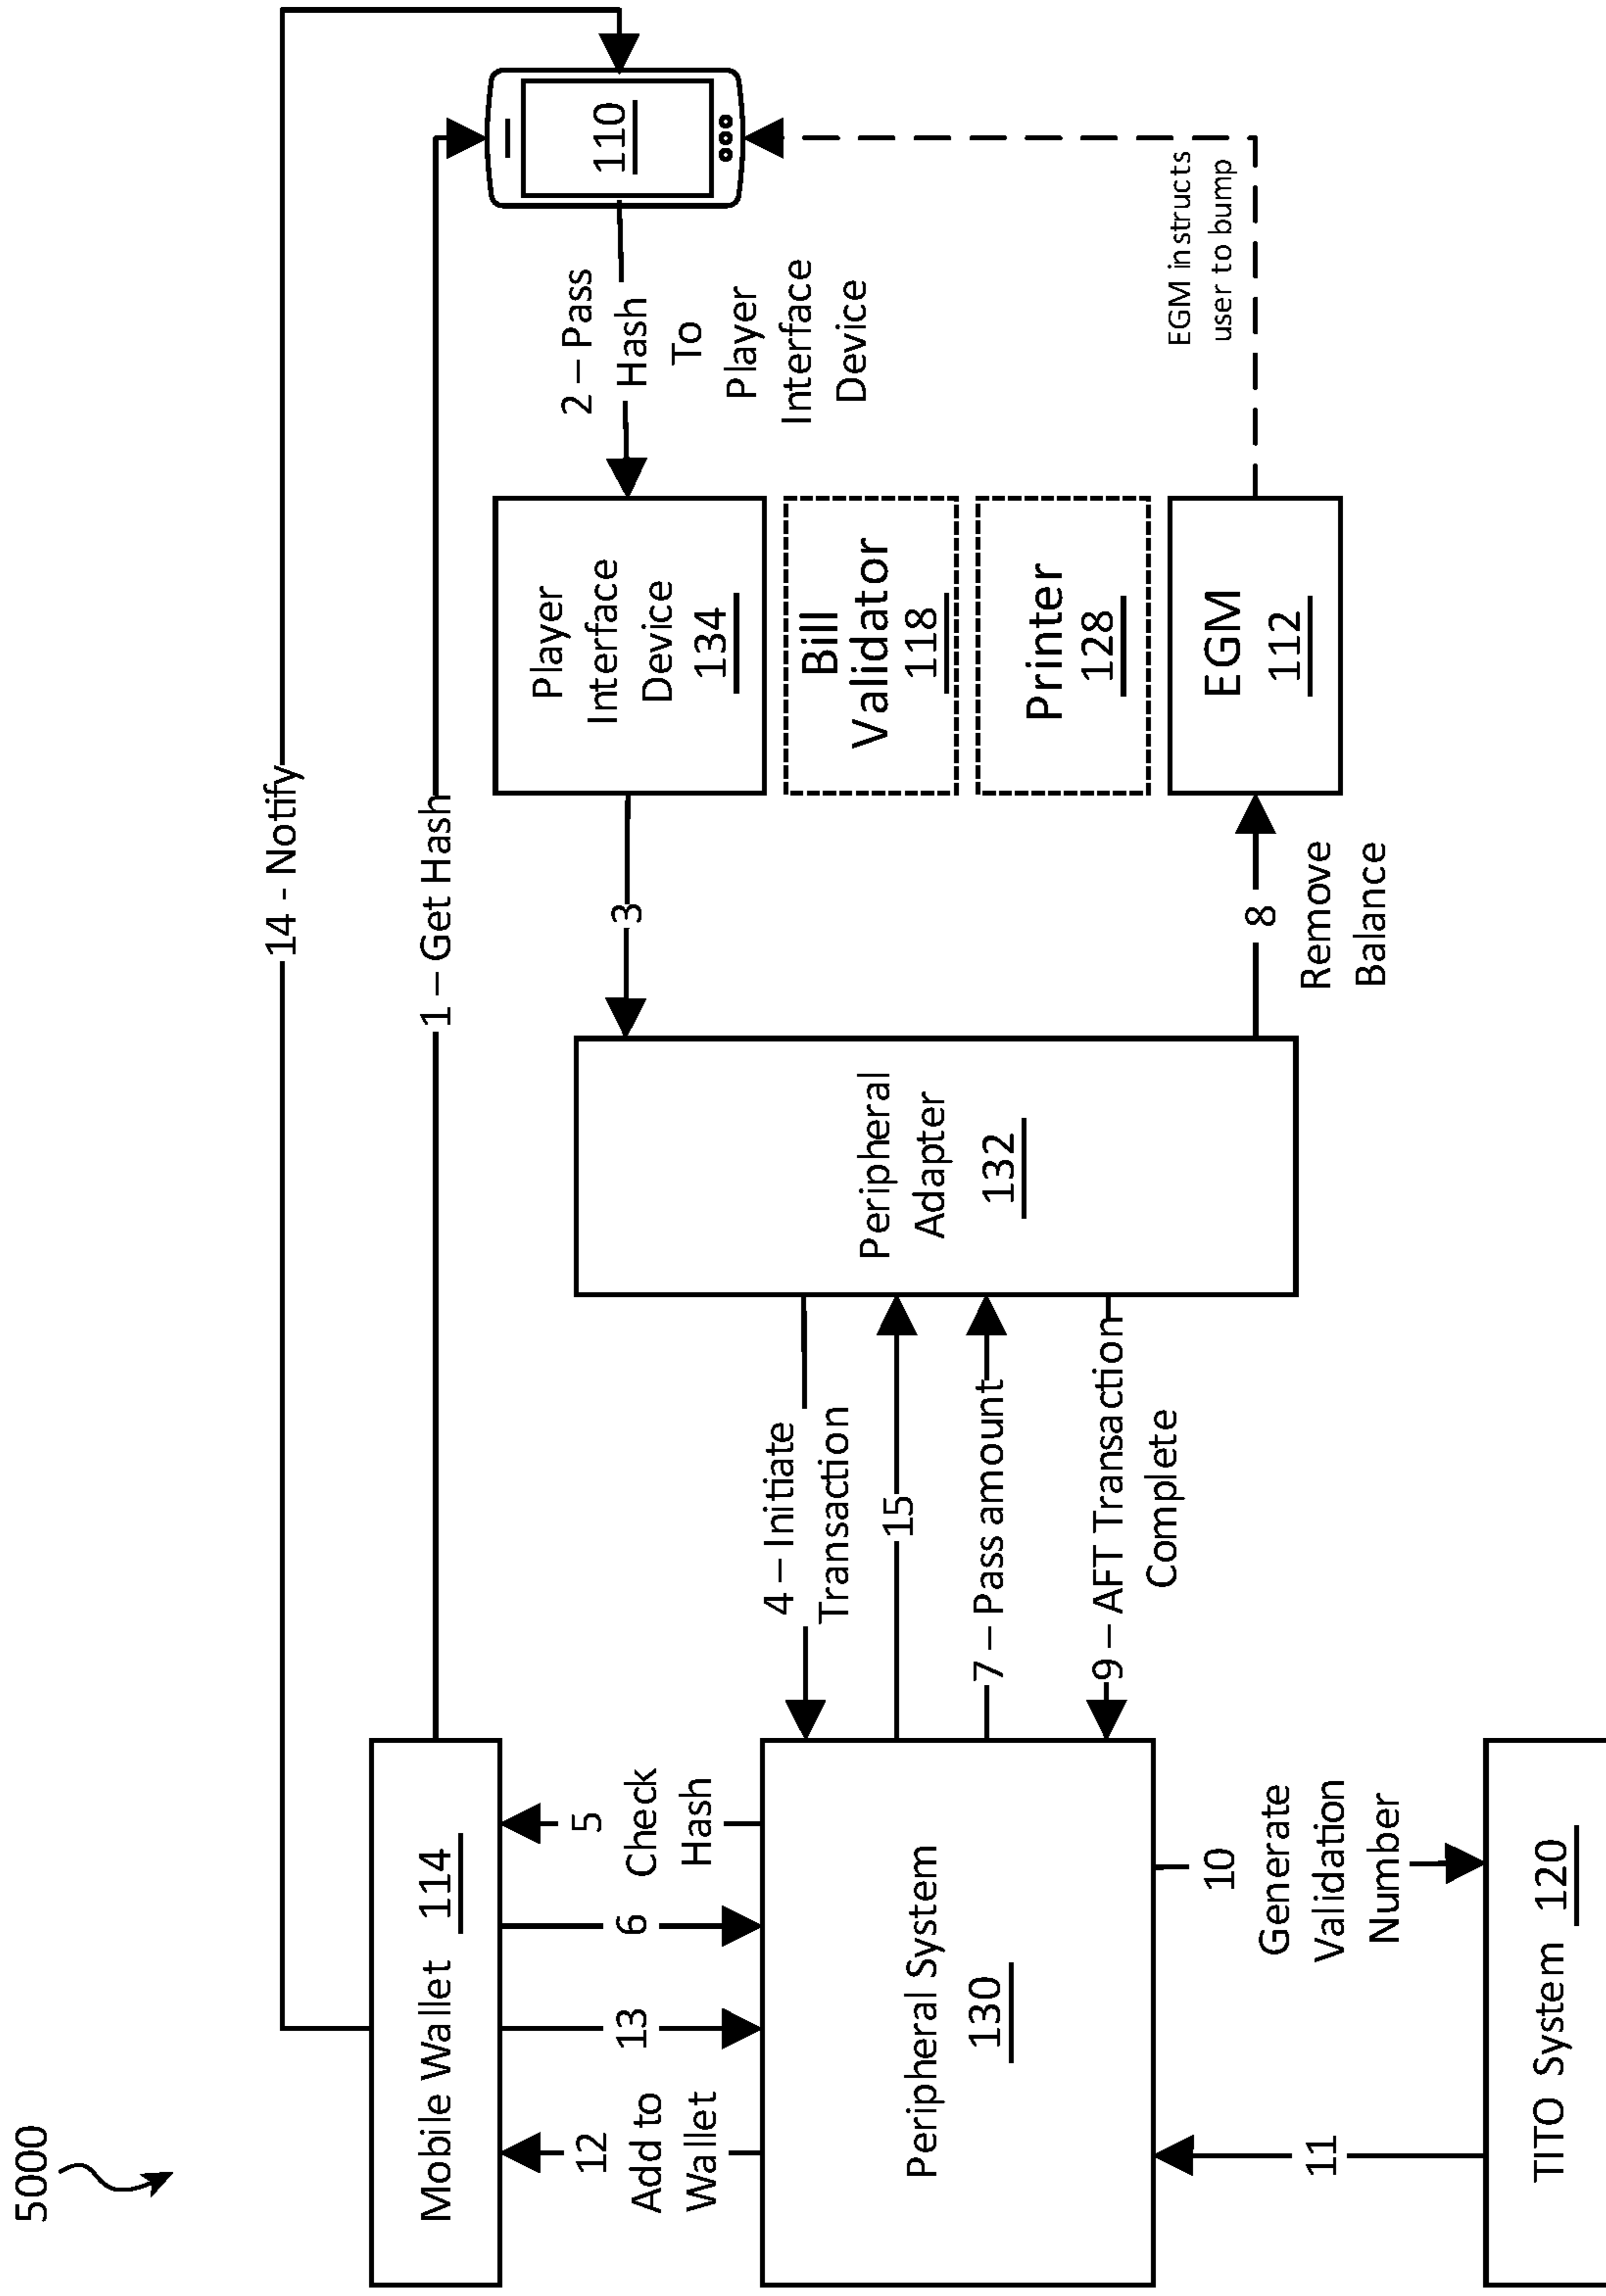 5000
14 - Notify
1 – Get Hash
Mobile Wallet 114
110
12
Add to
Wallet
13
6
5
Check
Hash
4 – Initiate
Transaction
15
7 – Pass amount
9 – AFT Transaction
Complete
Peripheral System
130
Peripheral
Adapter
132
3
8
Remove
Balance
Player
Interface
Device
134
Bill
Validator
118
Printer
128
EGM
112
2 – Pass
Hash
To
Player
Interface
Device
EGM instructs
user to bump
11
10
Generate
Validation
Number
TITO System 120